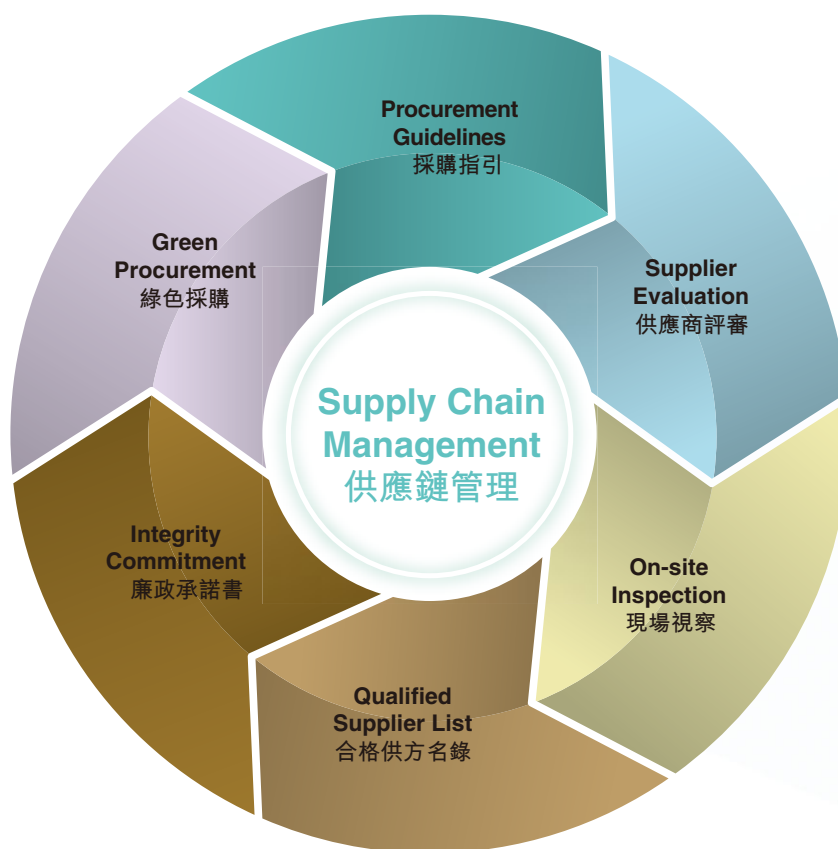 Procurement
Guidelines
採購指引
Supplier
Evaluation
供應商評審
On-site
Inspection
現場視察
Qualified
Supplier List
合格供方名錄
Integrity
Commitment
廉政承諾書
Green
Procurement
綠色採購
Supply Chain
Management
供應鏈管理